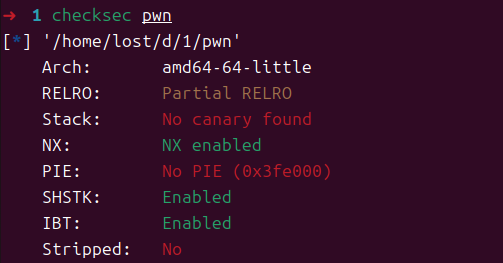 ➜ 1 checksec pwn
[*] '/home/lost/d/1/pwn'
Arch: amd64-64-little
RELRO: Partial RELRO
Stack: No canary found
NX: NX enabled
PIE: No PIE (0x3fe000)
SHSTK: Enabled
IBT: Enabled
Stripped: No